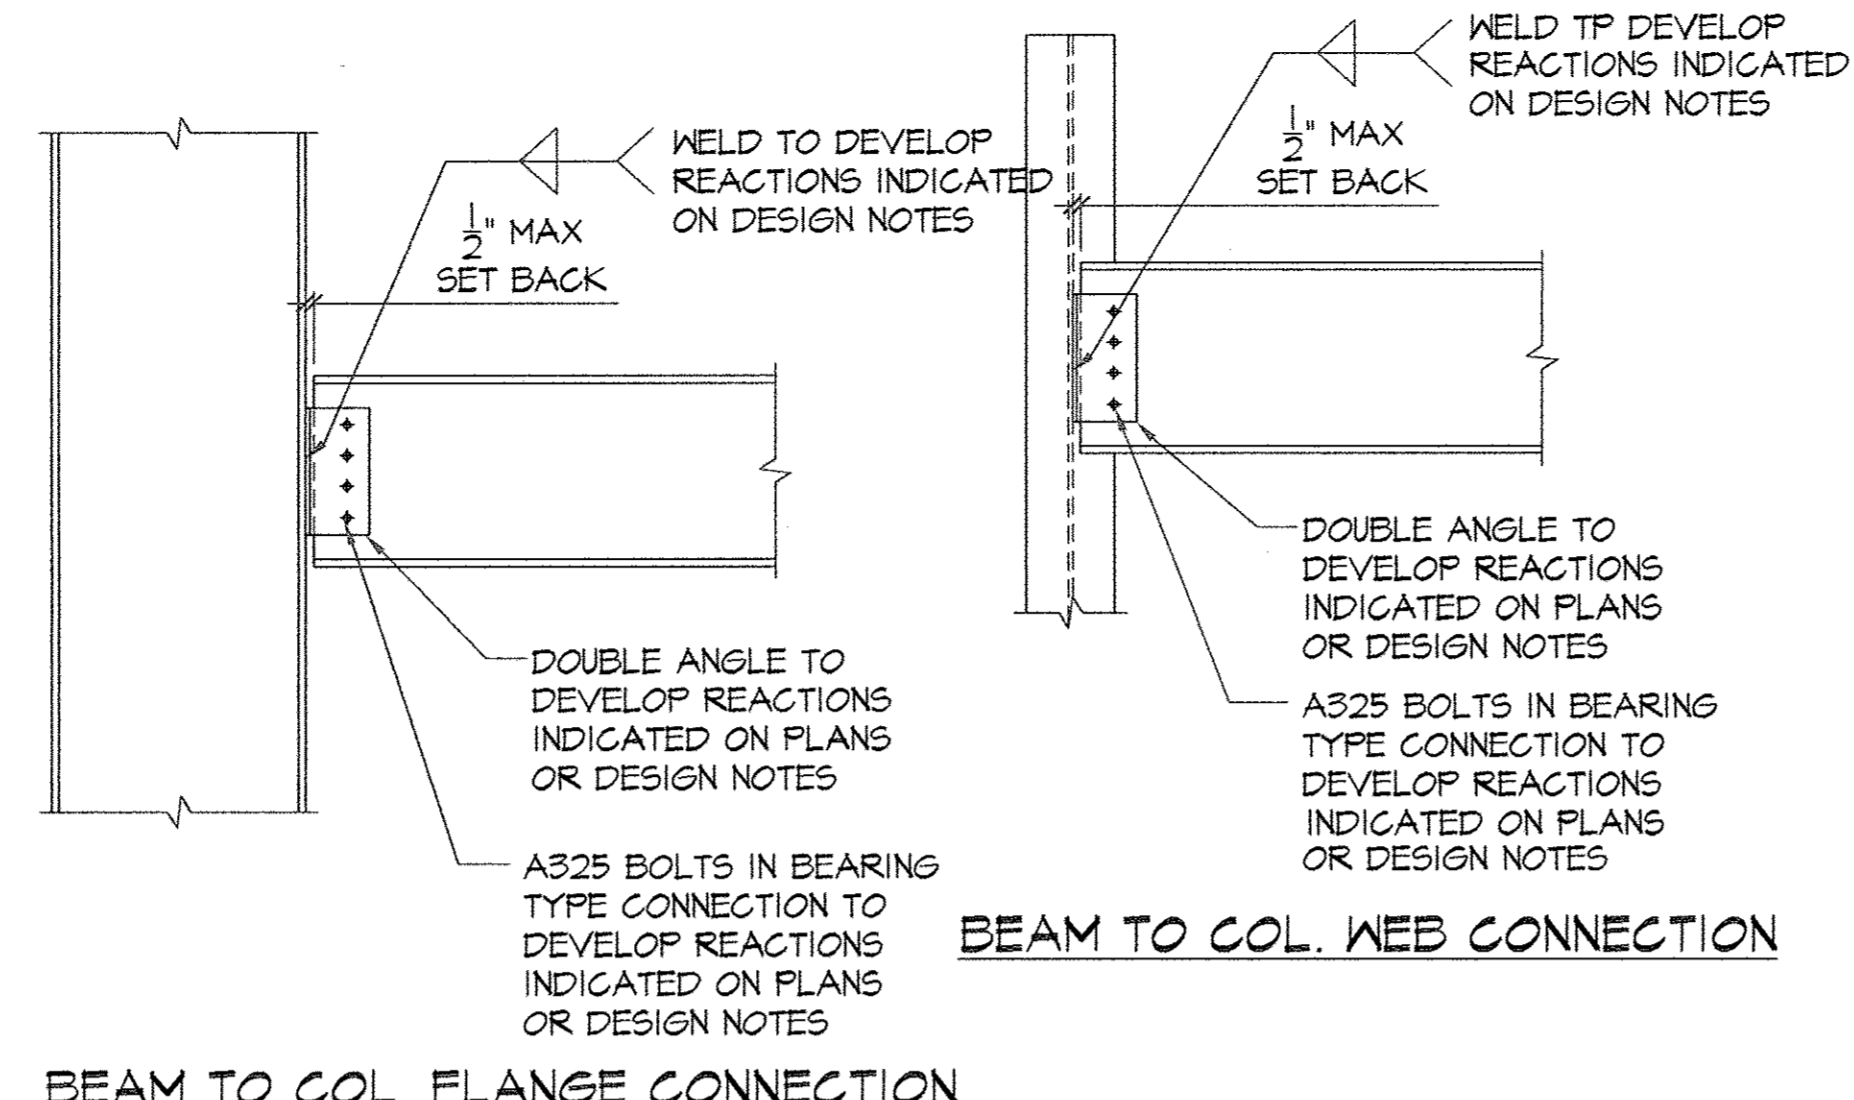 WELD TO DEVELOP
REACTIONS INDICATED
ON DESIGN NOTES
1/2" MAX
SET BACK
DOUBLE ANGLE TO
DEVELOP REACTIONS
INDICATED ON PLANS
OR DESIGN NOTES
A325 BOLTS IN BEARING
TYPE CONNECTION TO
DEVELOP REACTIONS
INDICATED ON PLANS
OR DESIGN NOTES
BEAM TO COL FLANGE CONNECTION
WELD TP DEVELOP
REACTIONS INDICATED
ON DESIGN NOTES
1/2" MAX
SET BACK
DOUBLE ANGLE TO
DEVELOP REACTIONS
INDICATED ON PLANS
OR DESIGN NOTES
A325 BOLTS IN BEARING
TYPE CONNECTION TO
DEVELOP REACTIONS
INDICATED ON PLANS
OR DESIGN NOTES
BEAM TO COL. WEB CONNECTION